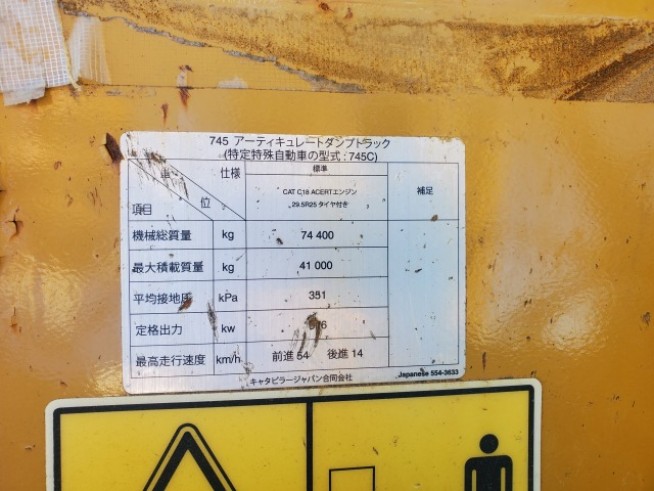 745 アーティキュレートダンプトラック
(特定特殊自動車の型式 : 745C)
仕様 標準 補足
単位 CAT C18 ACERTエンジン
項目 29.5R25 タイヤ付き
機械総質量 kg 74 400
最大積載質量 kg 41 000
平均接地圧 kPa 351
定格出力 kw
最高走行速度 km/h 前進 54 後進 14
キャタピラージャパン合同会社 Japanese 554-3633